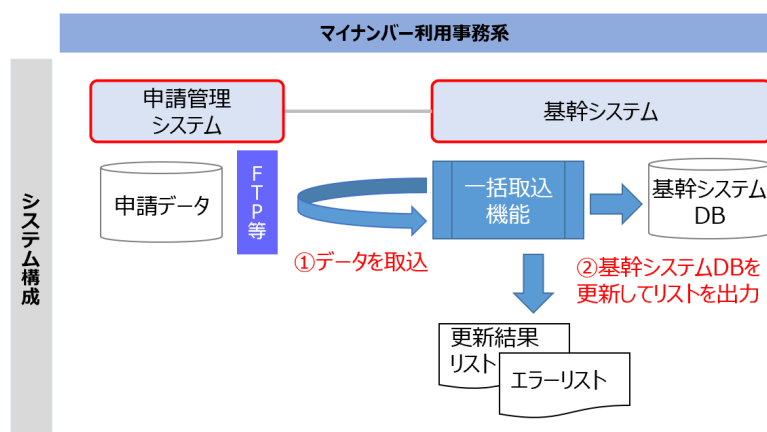 マイナンバー利用事務系
システム構成
申請管理
システム
基幹システム
申請データ
FTP等
一括取込
機能
基幹システム
DB
①データを取込
②基幹システムDBを
更新してリストを出力
更新結果
リスト
エラーリスト